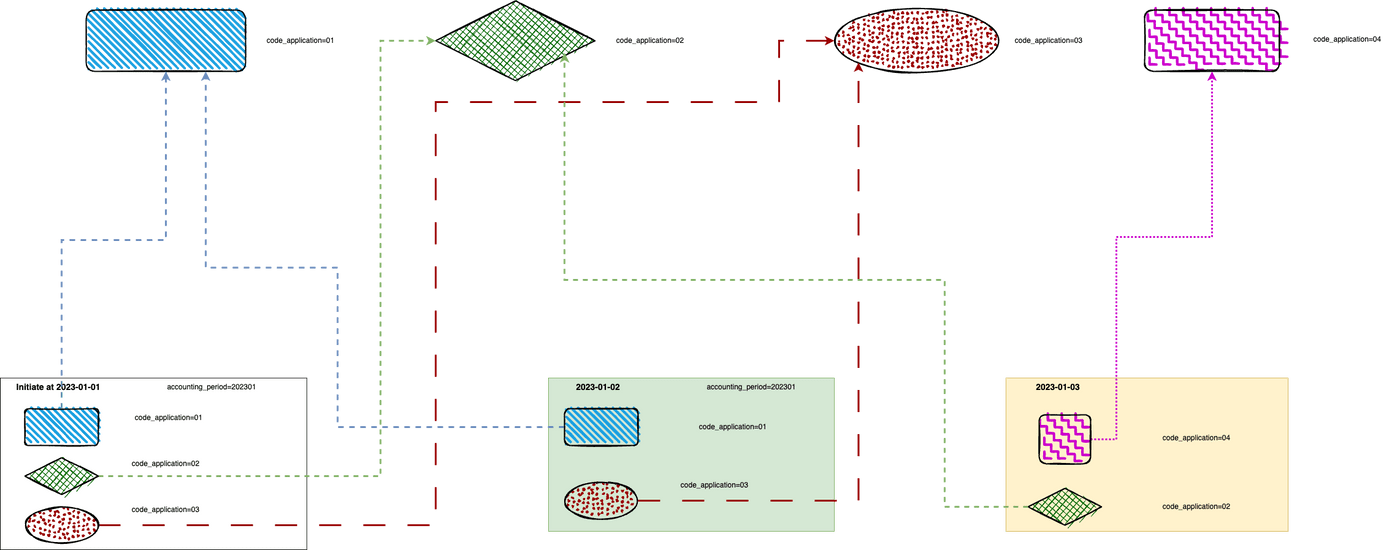 code_application=01
code_application=02
code_application=03
code_application=04
Initiate at 2023-01-01
accounting_period=202301
code_application=01
code_application=02
code_application=03
2023-01-02
accounting_period=202301
code_application=01
code_application=03
2023-01-03
code_application=04
code_application=02